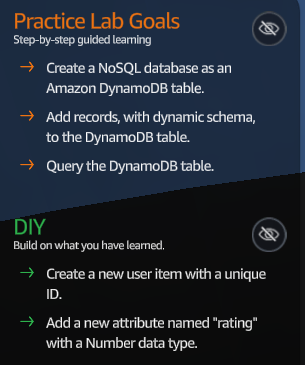 Practice Lab Goals
Step-by-step guided learning
→ Create a NoSQL database as an
Amazon DynamoDB table.
→ Add records, with dynamic schema,
to the DynamoDB table.
→ Query the DynamoDB table.
DIY
Build on what you have learned.
→ Create a new user item with a unique
ID.
→ Add a new attribute named "rating"
with a Number data type.